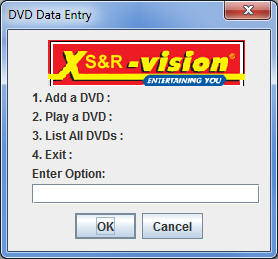 DVD Data Entry
XS&R-vision©
ENTERTAINING YOU
1. Add a DVD :
2. Play a DVD :
3. List All DVDs :
4. Exit :
Enter Option:
OK
Cancel